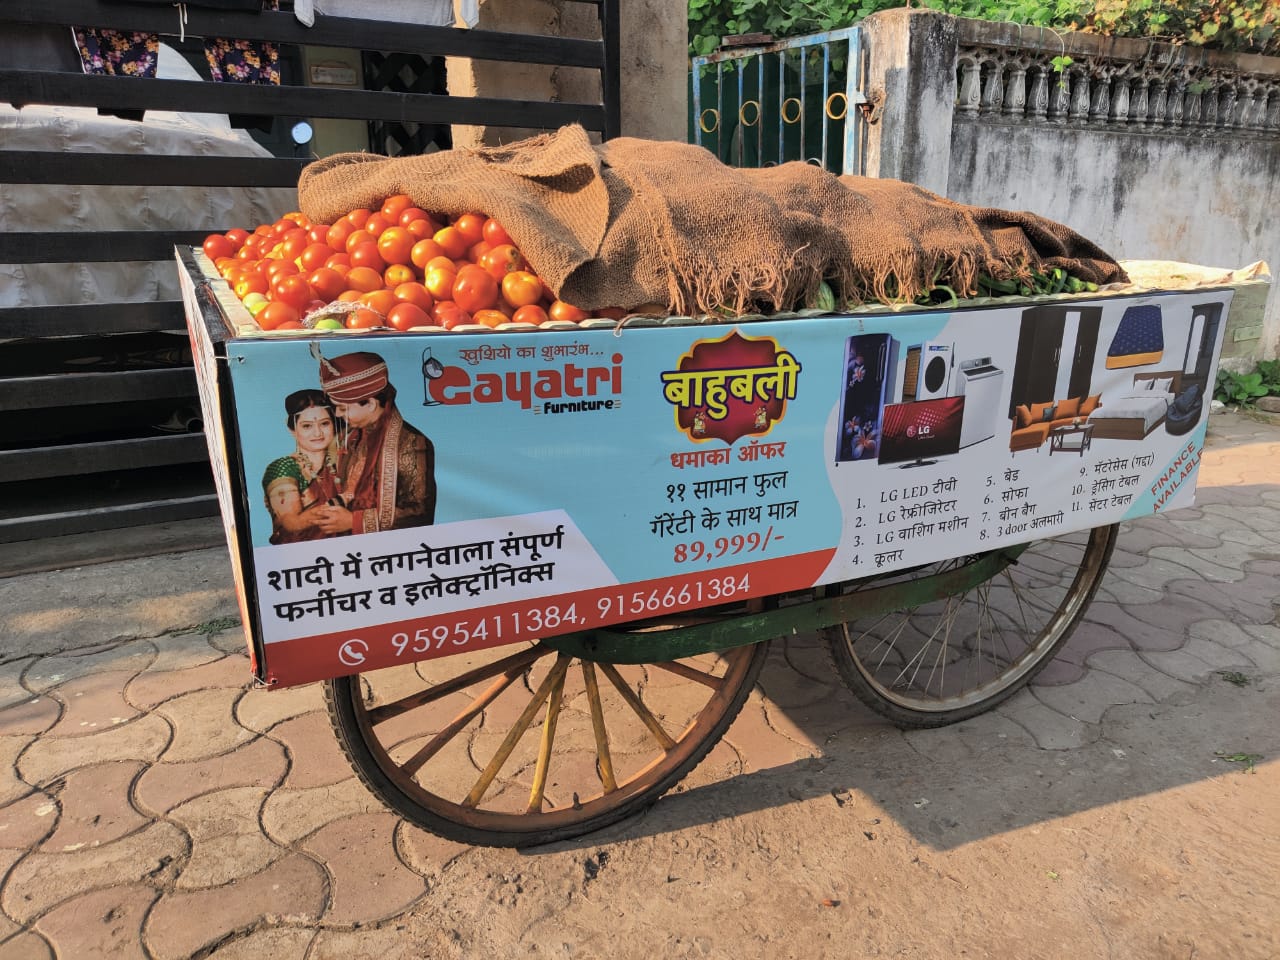 खुशियो का शुभारंभ...
Gayatri
Furniture
शादी में लगनेवाला संपूर्ण
फर्नीचर व इलेक्ट्रॉनिक्स
9595411384, 9156661384
बाहुबली
धमाका ऑफर
११ सामान फुल
गॅरेंटी के साथ मात्र
89,999/-
LG
1. LG LED टीवी
2. LG रेफ्रीजिरेटर
3. LG वाशिंग मशीन
4. कूलर
5. बेड
6. सोफा
7. बीन बैग
8. 3 door अलमारी
9. मॅटरेसेस (गद्दा)
10. ड्रेसिंग टेबल
11. सेंटर टेबल
FINANCE
AVAILABLE